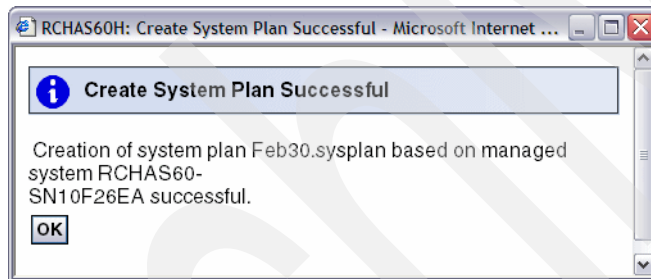 RCHAS60H: Create System Plan Successful - Microsoft Internet ...
Create System Plan Successful
Creation of system plan Feb30.sysplan based on managed
system RCHAS60-
SN10F26EA successful.
OK